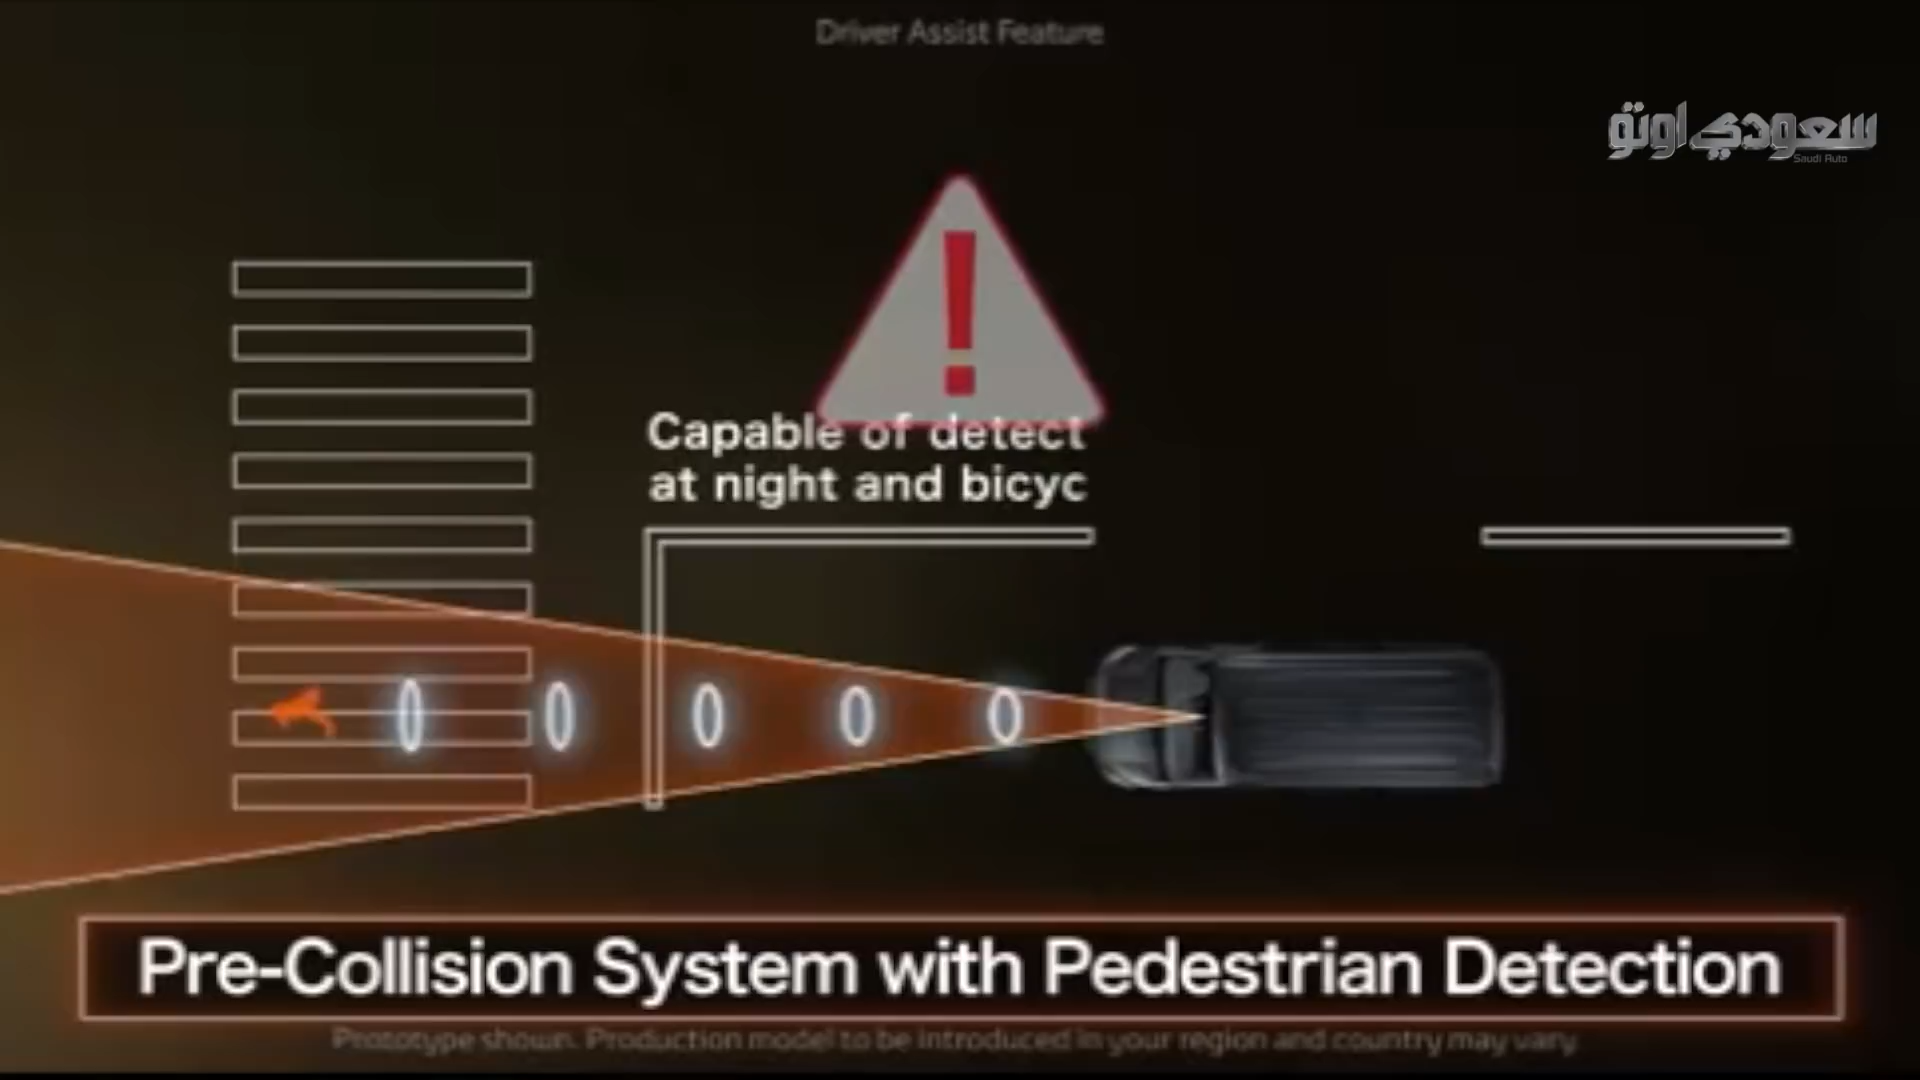 Driver Assist Feature
سعودي اوتو
Saudi Auto
!
Capable of detect
at night and bicyc
Pre-Collision System with Pedestrian Detection
Prototype shown. Production model to be introduced in your region and country may vary.